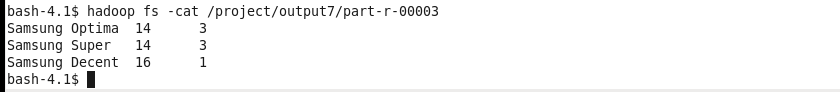 bash-4.1$ hadoop fs -cat /project/output7/part-r-00003
Samsung Optima  14      3
Samsung Super   14      3
Samsung Decent  16      1
bash-4.1$